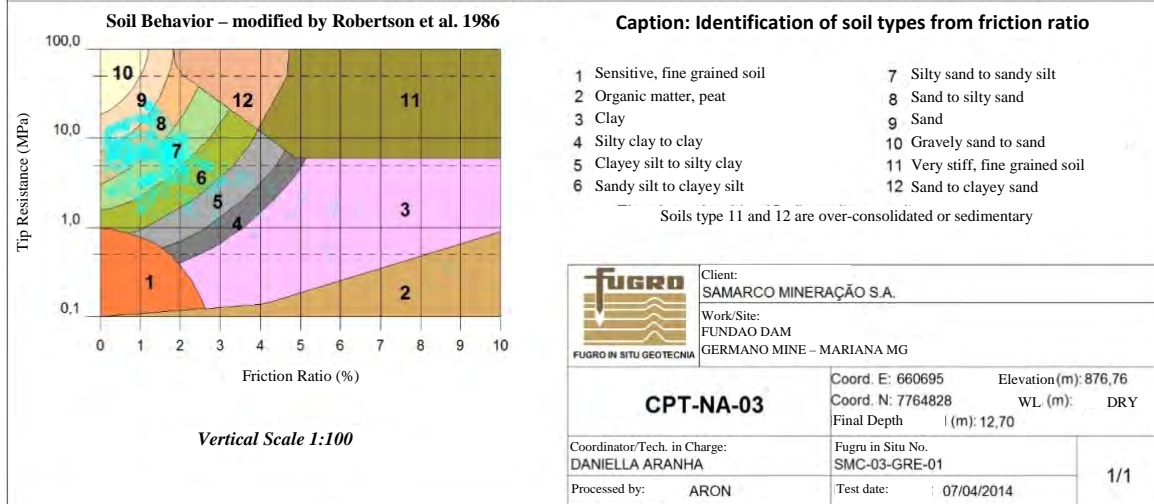 Soil Behavior – modified by Robertson et al. 1986
Tip Resistance (MPa)
100,0
10,0
1,0
0,1
10
9
8
12
11
7
6
5
4
3
1
2
0 1 2 3 4 5 6 7 8 9 10
Friction Ratio (%)
Vertical Scale 1:100
Caption: Identification of soil types from friction ratio
1 Sensitive, fine grained soil
2 Organic matter, peat
3 Clay
4 Silty clay to clay
5 Clayey silt to silty clay
6 Sandy silt to clayey silt
7 Silty sand to sandy silt
8 Sand to silty sand
9 Sand
10 Gravely sand to sand
11 Very stiff, fine grained soil
12 Sand to clayey sand
Soils type 11 and 12 are over-consolidated or sedimentary
FUGRO
FUGRO IN SITU GEOTECNIA
Client:
SAMARCO MINERAÇÃO S.A.
Work/Site:
FUNDAO DAM
GERMANO MINE – MARIANA MG
CPT-NA-03
Coord. E: 660695 Elevation (m): 876,76
Coord. N: 7764828 WL (m): DRY
Final Depth (m): 12,70
Coordinator/Tech. in Charge:
DANIELLA ARANHA
Fugru in Situ No.
SMC-03-GRE-01
1/1
Processed by: ARON
Test date: 07/04/2014